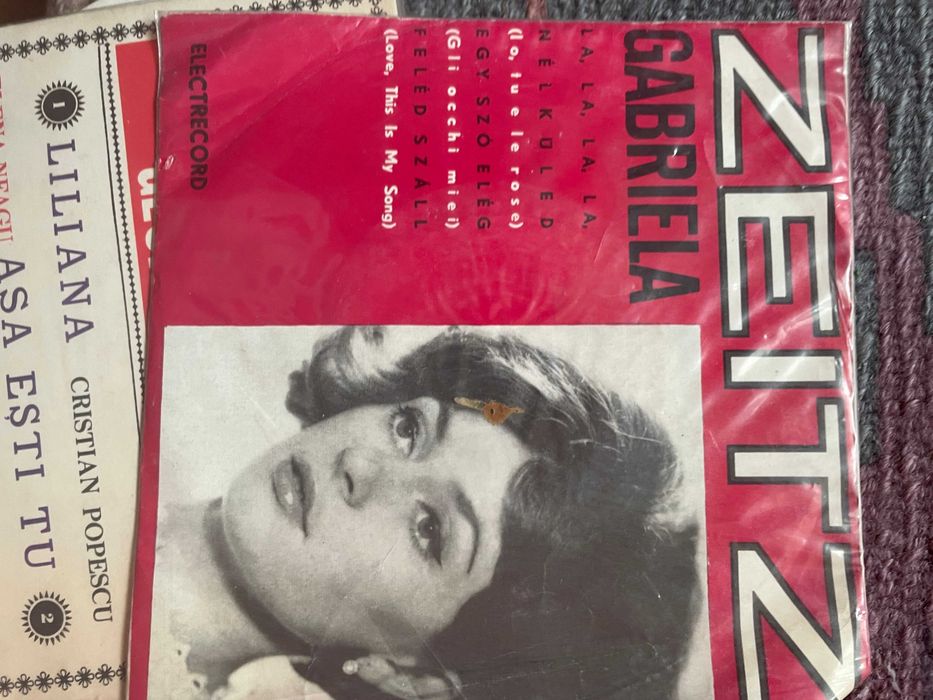 ZEITZ
GABRIELA
LA, LA, LA, LA,
NÉLKÜLED
(Io, tu e le rose)
EGY SZÓ ELÉG
(Gli occhi miei)
FELÉD SZÁLL
(Love, This Is My Song)
ELECTRECORD
1 LILIANA
CRISTIAN POPESCU
AȘA EȘTI TU 2
NEAGU